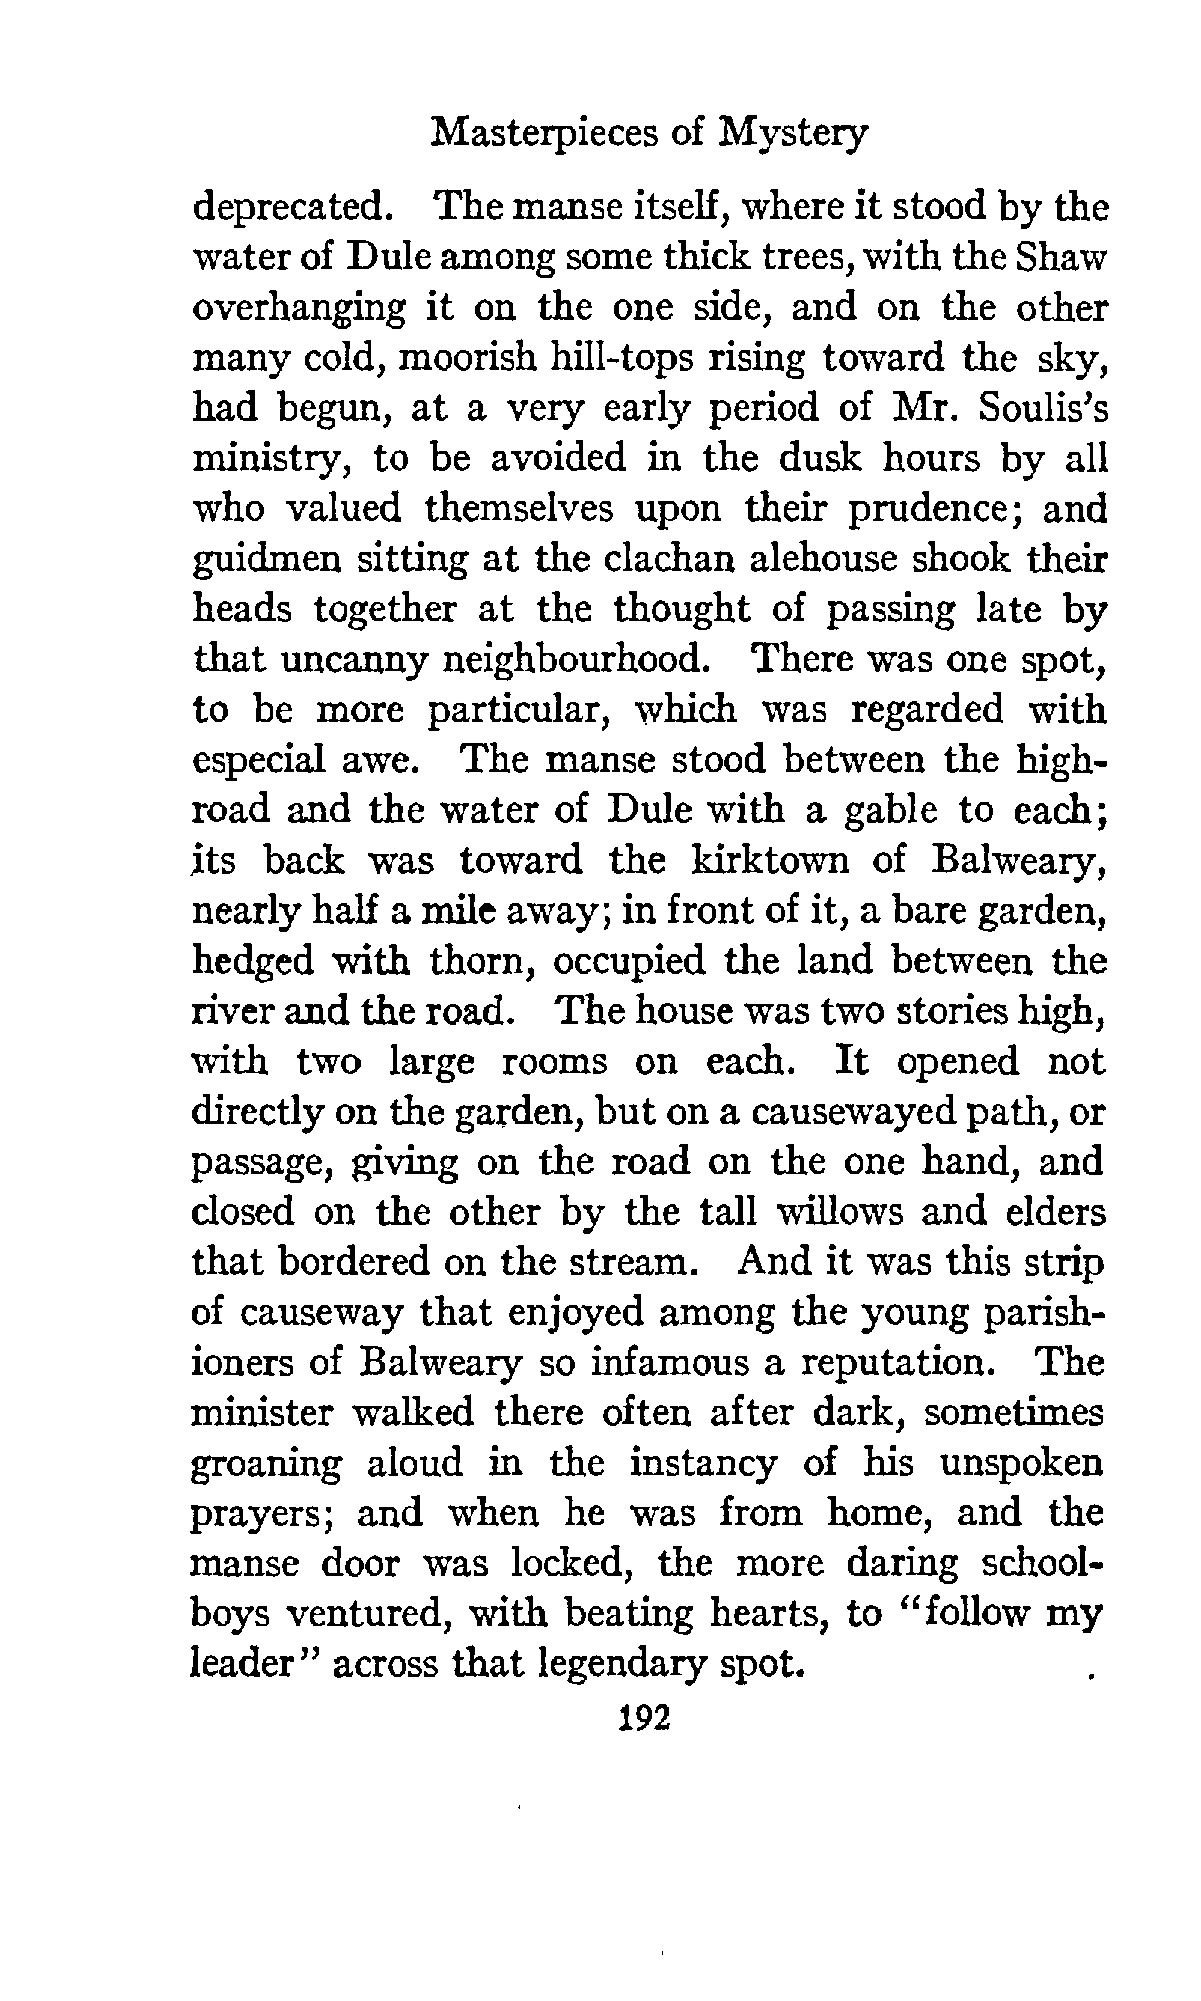 Masterpieces of Mystery
deprecated. The manse itself, where it stood by the
water of Dule among some thick trees, with the Shaw
overhanging it on the one side, and on the other
many cold, moorish hill-tops rising toward the sky,
had begun, at a very early period of Mr. Soulis's
ministry, to be avoided in the dusk hours by all
who valued themselves upon their prudence; and
guidmen sitting at the clachan alehouse shook their
heads together at the thought of passing late by
that uncanny neighbourhood. There was one spot,
to be more particular, which was regarded with
especial awe. The manse stood between the high-
road and the water of Dule with a gable to each;
its back was toward the kirktown of Balweary,
nearly half a mile away; in front of it, a bare garden,
hedged with thorn, occupied the land between the
river and the road. The house was two stories high,
with two large rooms on each. It opened not
directly on the garden, but on a causewayed path, or
passage, giving on the road on the one hand, and
closed on the other by the tall willows and elders
that bordered on the stream. And it was this strip
of causeway that enjoyed among the young parish-
ioners of Balweary so infamous a reputation. The
minister walked there often after dark, sometimes
groaning aloud in the instancy of his unspoken
prayers; and when he was from home, and the
manse door was locked, the more daring school-
boys ventured, with beating hearts, to "follow my
leader" across that legendary spot.
192